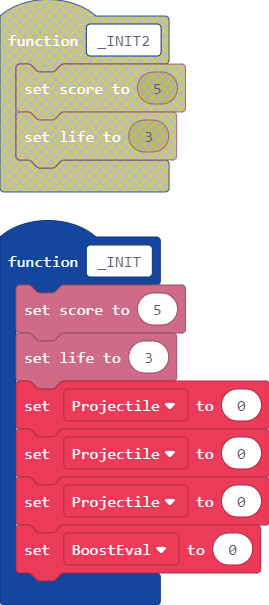 function _INIT2
set score to 5
set life to 3
function _INIT
set score to 5
set life to 3
set Projectile to 0
set Projectile to 0
set Projectile to 0
set BoostEval to 0